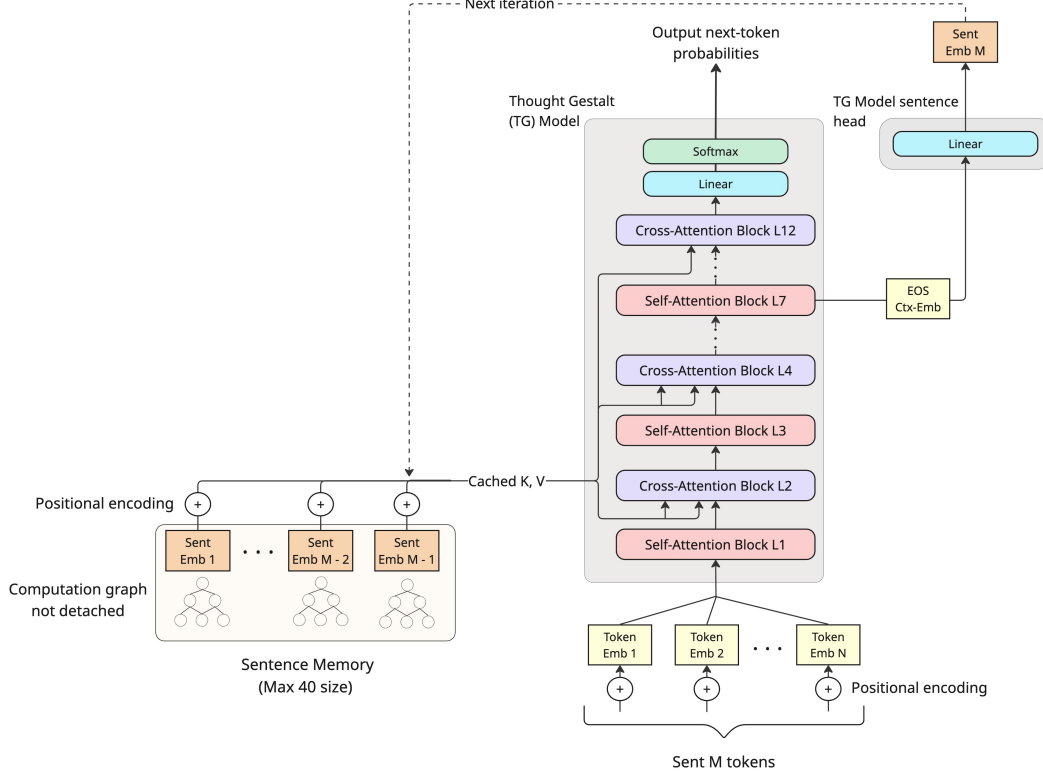 Next iteration
Output next-token
probabilities
Sent
Emb M
Thought Gestalt
(TG) Model
TG Model sentence
head
Softmax
Linear
Linear
Cross-Attention Block L12
Self-Attention Block L7
EOS
Ctx-Emb
Cross-Attention Block L4
Self-Attention Block L3
Cached K, V
Cross-Attention Block L2
Positional encoding
+
+
+
Sent
Emb 1
Sent
Emb M - 2
Sent
Emb M - 1
Self-Attention Block L1
Computation graph
not detached
Sentence Memory
(Max 40 size)
Token
Emb 1
Token
Emb 2
Token
Emb N
+
+
+
Positional encoding
Sent M tokens